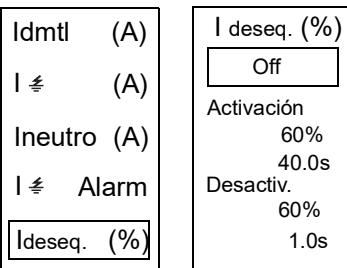 Idmtl (A)
I ⏚ (A)
Ineutro (A)
I ⏚ Alarm
Ideseq. (%)
I deseq. (%)
Off
Activación
60%
40.0s
Desactiv.
60%
1.0s